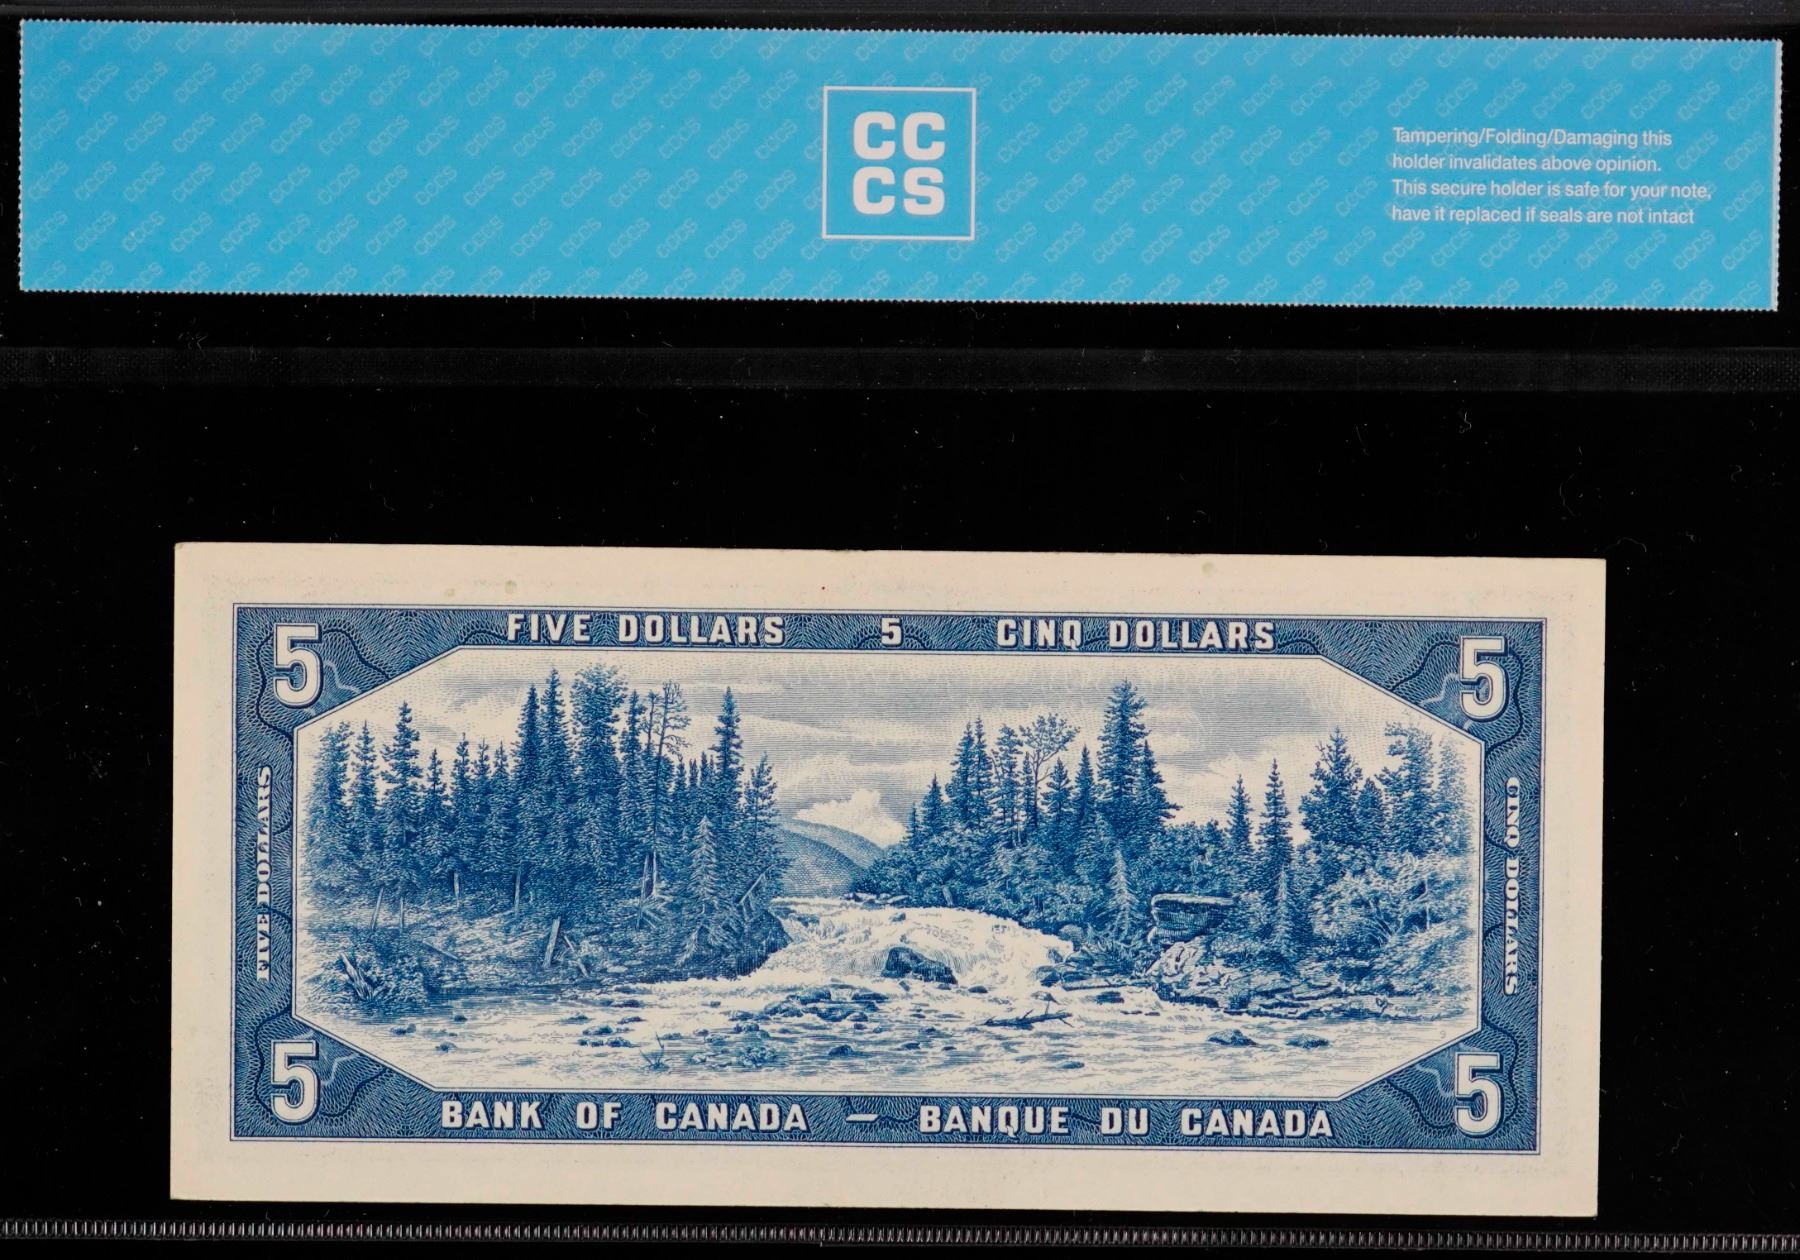 CC
CS
Tampering/Folding/Damaging this
holder invalidates above opinion.
This secure holder is safe for your note,
have it replaced if seals are not intact
5 FIVE DOLLARS 5 CINQ DOLLARS 5
FIVE DOLLARS
CINQ DOLLARS
5 BANK OF CANADA — BANQUE DU CANADA 5